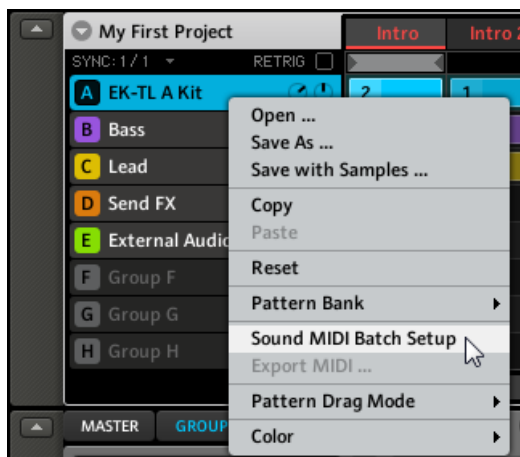 My First Project
Intro
Intro
SYNC: 1 / 1
RETRIG
A EK-TL A Kit
2
1
B Bass
C Lead
D Send FX
E External Audio
F Group F
G Group G
H Group H
Open ...
Save As ...
Save with Samples ...
Copy
Paste
Reset
Pattern Bank
Sound MIDI Batch Setup
Export MIDI ...
Pattern Drag Mode
Color
MASTER
GROUP